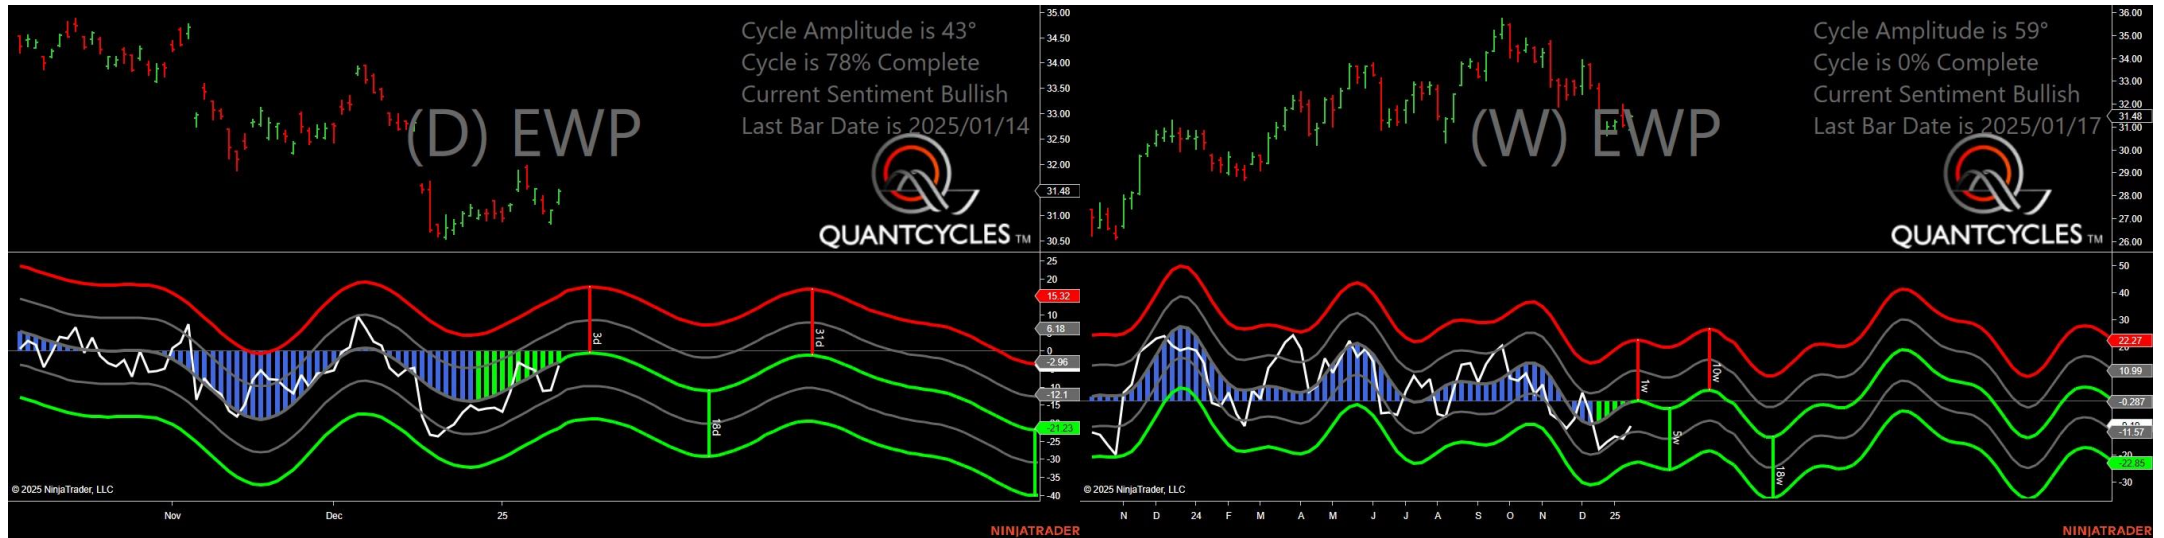 Cycle Amplitude is 43°
Cycle is 78% Complete
Current Sentiment Bullish
Last Bar Date is 2025/01/14
(D) EWP
QUANTCYCLES TM
35.00
34.50
34.00
33.50
33.00
32.50
32.00
31.48
31.00
30.50
25
20
15.32
10
6.18
0
-2.96
-10
-12.1
-15
-21.23
-25
-30
-35
-40
3d
18d
31d
© 2025 NinjaTrader, LLC
Nov
Dec
25
NINJATRADER
Cycle Amplitude is 59°
Cycle is 0% Complete
Current Sentiment Bullish
Last Bar Date is 2025/01/17
(W) EWP
QUANTCYCLES TM
36.00
35.00
34.00
33.00
32.00
31.48
31.00
30.00
29.00
28.00
27.00
26.00
50
40
30
22.27
10.99
-0.287
-11.57
-22.85
-30
1w
5w
10w
18w
© 2025 NinjaTrader, LLC
N D 24 F M A M J J A S O N D 25
NINJATRADER